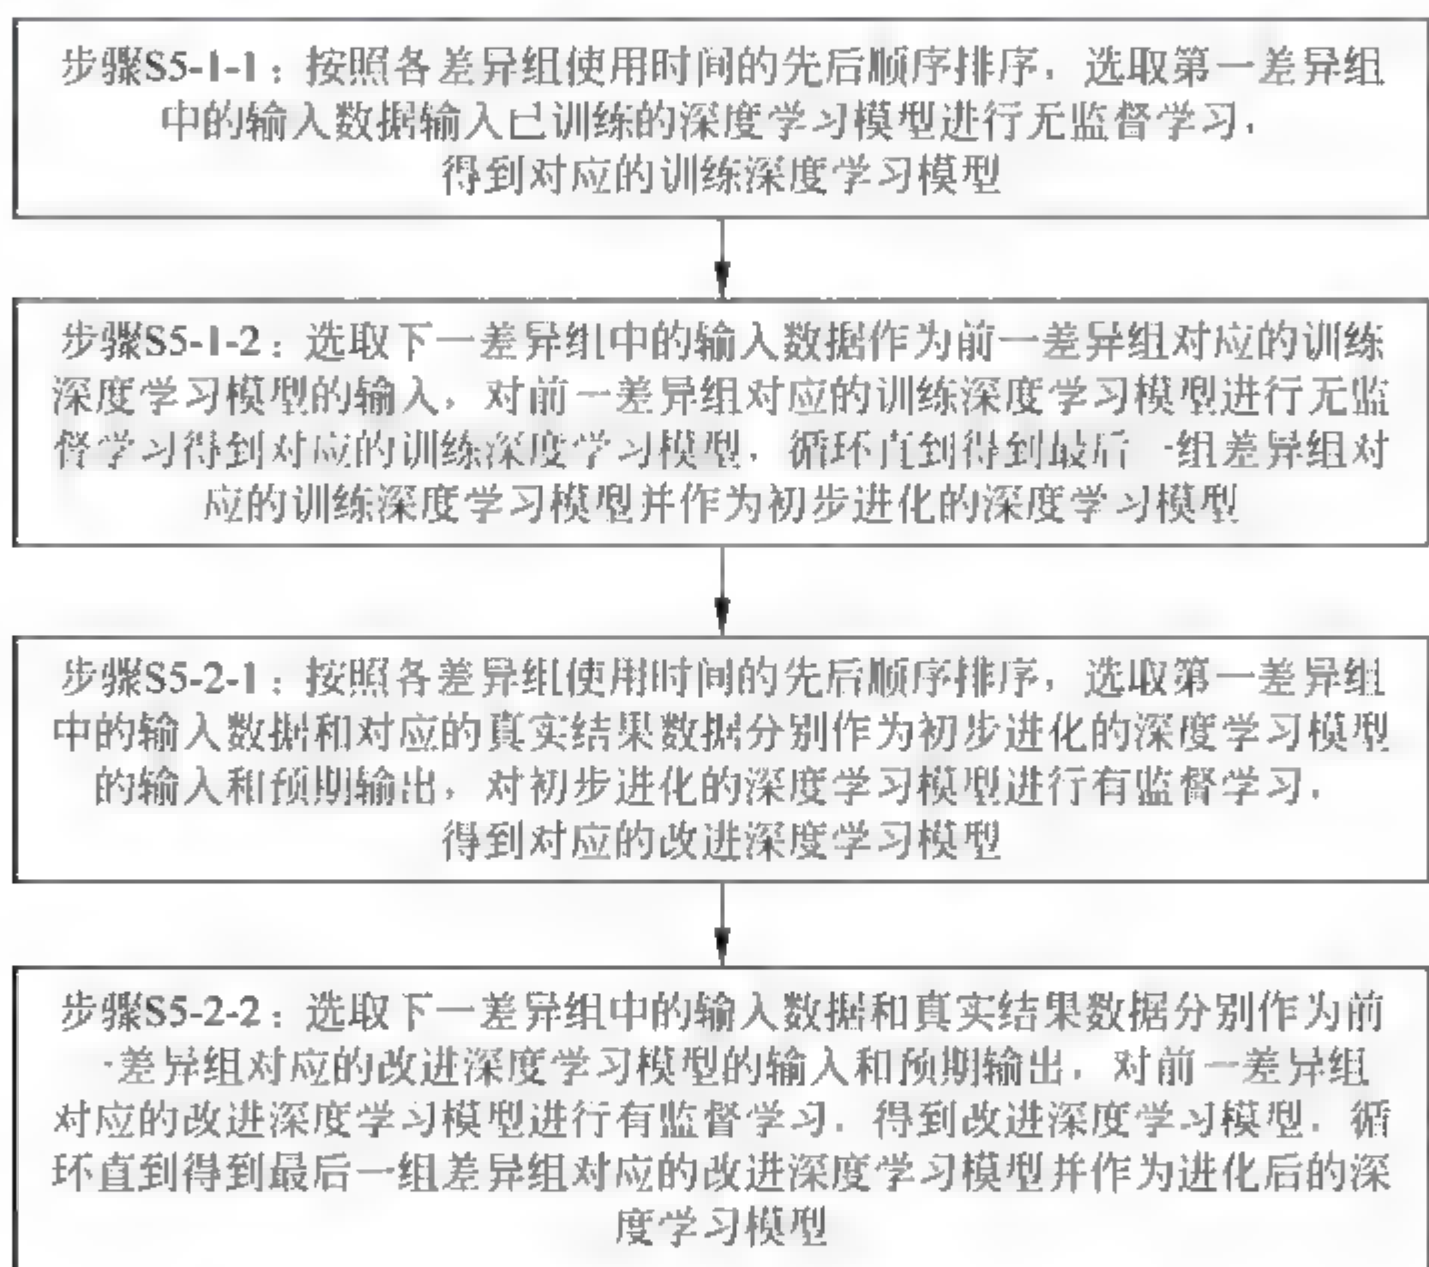 步骤S5-1-1：按照各差异组使用时间的先后顺序排序，选取第一差异组
中的输入数据输入已训练的深度学习模型进行无监督学习，
得到对应的训练深度学习模型
步骤S5-1-2：选取下一差异组中的输入数据作为前一差异组对应的训练
深度学习模型的输入，对前一差异组对应的训练深度学习模型进行无监
督学习得到对应的训练深度学习模型，循环直到得到最后一组差异组对
应的训练深度学习模型并作为初步进化的深度学习模型
步骤S5-2-1：按照各差异组使用时间的先后顺序排序，选取第一差异组
中的输入数据和对应的真实结果数据分别作为初步进化的深度学习模型
的输入和预期输出，对初步进化的深度学习模型进行有监督学习，
得到对应的改进深度学习模型
步骤S5-2-2：选取下一差异组中的输入数据和真实结果数据分别作为前
一差异组对应的改进深度学习模型的输入和预期输出，对前一差异组
对应的改进深度学习模型进行有监督学习，得到改进深度学习模型，循
环直到得到最后一组差异组对应的改进深度学习模型并作为进化后的深
度学习模型